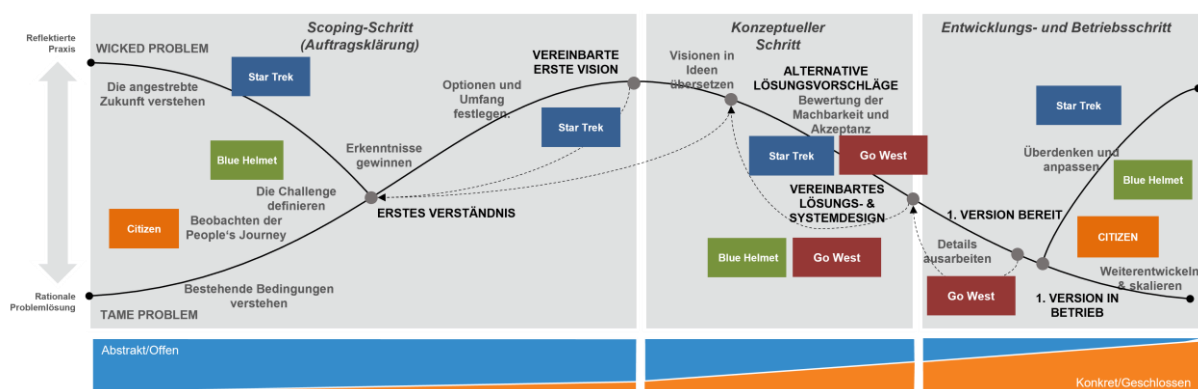 Reflektierte
Praxis
Rationale
Problemlösung
Scoping-Schritt
(Auftragsklärung)
WICKED PROBLEM
Die angestrebte
Zukunft verstehen
Star Trek
Blue Helmet
Die Challenge
definieren
Citizen
Beobachten der
People's Journey
Bestehende Bedingungen
verstehen
TAME PROBLEM
Erkenntnisse
gewinnen
ERSTES VERSTÄNDNIS
Optionen und
Umfang
festlegen.
VEREINBARTE
ERSTE VISION
Star Trek
Konzeptueller
Schritt
Visionen in
Ideen
übersetzen
ALTERNATIVE
LÖSUNGSVORSCHLÄGE
Bewertung der
Machbarkeit und
Akzeptanz
Star Trek
Go West
VEREINBARTES
LÖSUNGS- &
SYSTEMDESIGN
Blue Helmet
Go West
Entwicklungs- und Betriebsschritt
Star Trek
Überdenken und
anpassen
Blue Helmet
1. VERSION BEREIT
CITIZEN
Details
ausarbeiten
Go West
Weiterentwickeln
& skalieren
1. VERSION IN
BETRIEB
Abstrakt/Offen
Konkret/Geschlossen